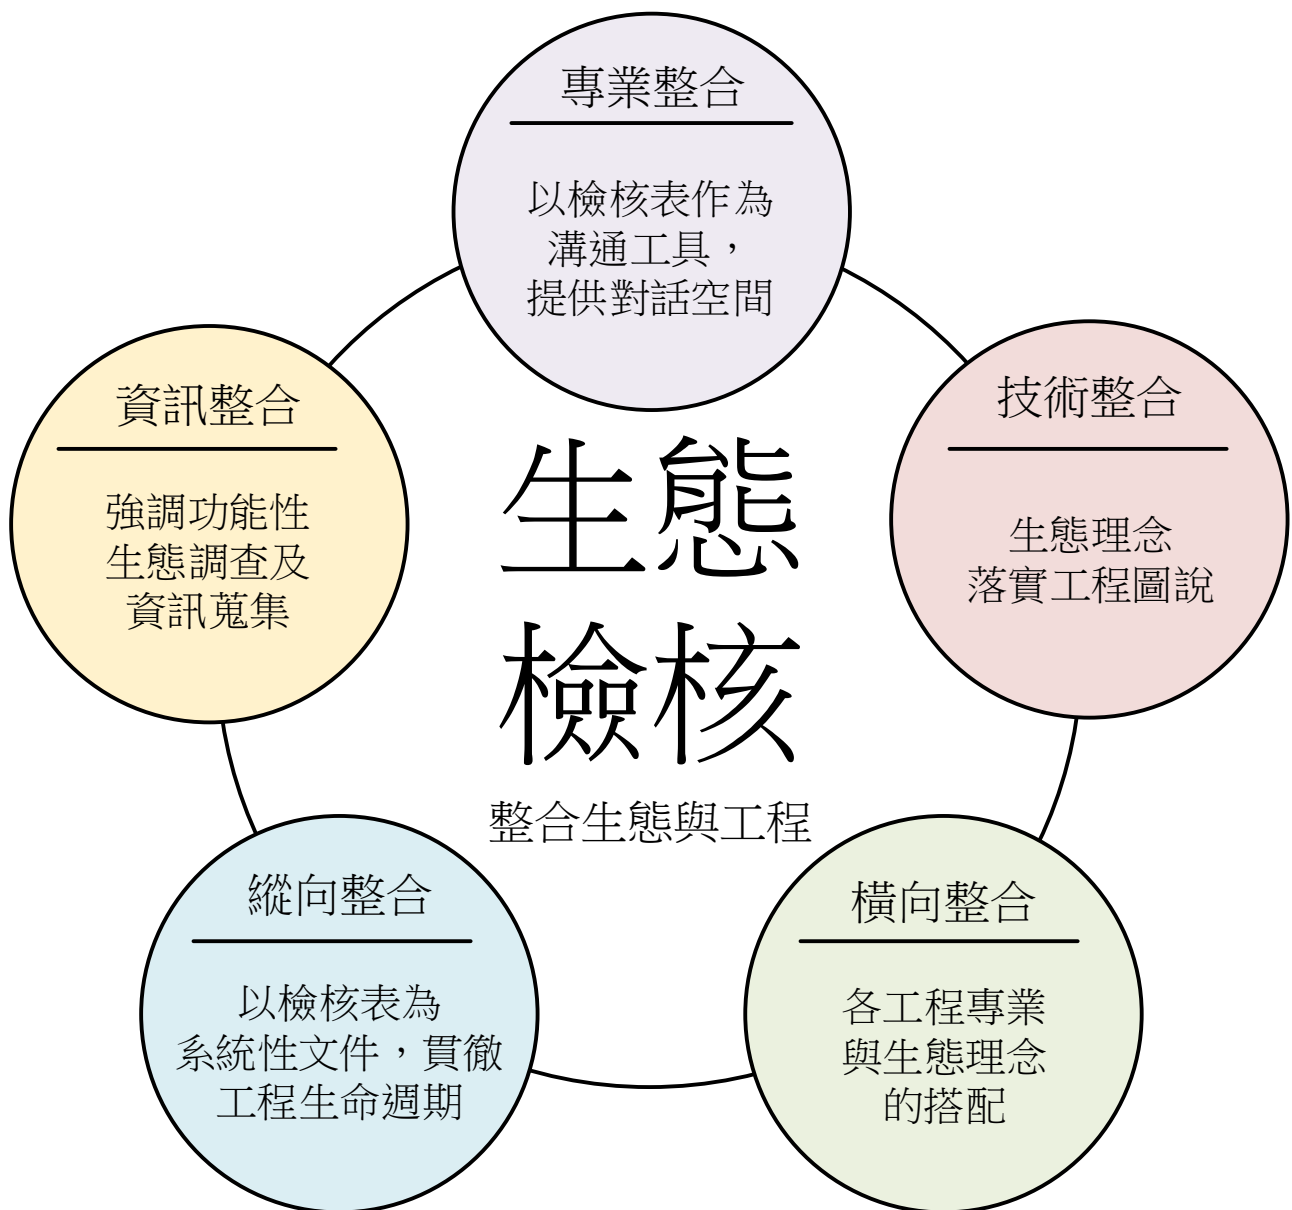 專業整合
以檢核表作為
溝通工具，
提供對話空間
技術整合
生態理念
落實工程圖說
橫向整合
各工程專業
與生態理念
的搭配
縱向整合
以檢核表為
系統性文件，貫徹
工程生命週期
資訊整合
強調功能性
生態調查及
資訊蒐集
生態
檢核
整合生態與工程